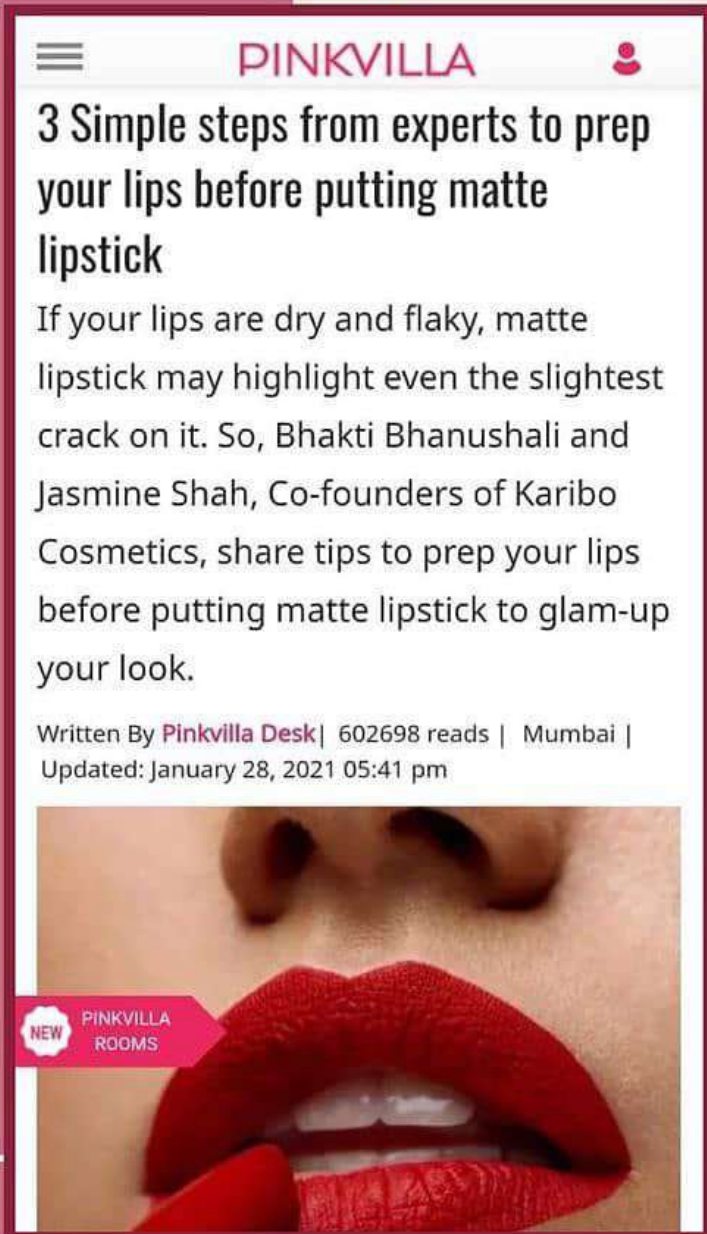 PINKVILLA
3 Simple steps from experts to prep
your lips before putting matte
lipstick
If your lips are dry and flaky, matte
lipstick may highlight even the slightest
crack on it. So, Bhakti Bhanushali and
Jasmine Shah, Co-founders of Karibo
Cosmetics, share tips to prep your lips
before putting matte lipstick to glam-up
your look.
Written By Pinkvilla Desk| 602698 reads | Mumbai |
Updated: January 28, 2021 05:41 pm
NEW
PINKVILLA
ROOMS